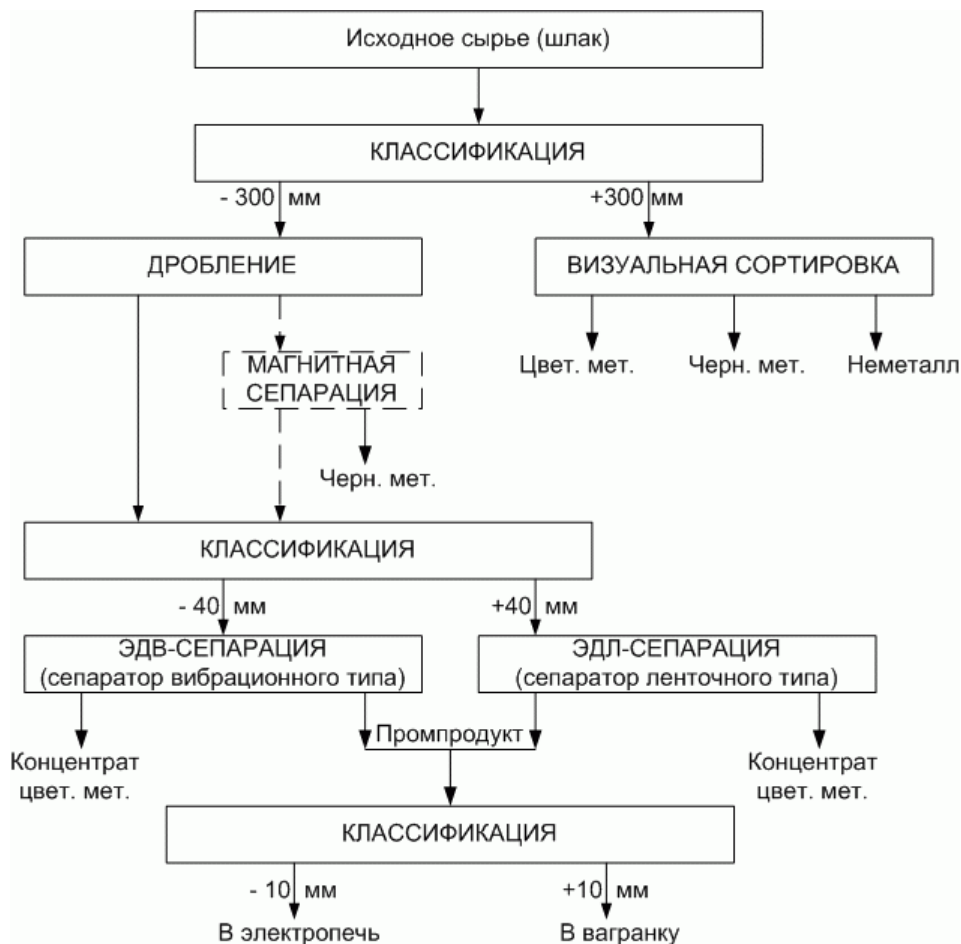 Исходное сырье (шлак)
КЛАССИФИКАЦИЯ
- 300 мм
+300 мм
ДРОБЛЕНИЕ
ВИЗУАЛЬНАЯ СОРТИРОВКА
МАГНИТНАЯ
СЕПАРАЦИЯ
Цвет. мет.
Черн. мет.
Неметалл
Черн. мет.
КЛАССИФИКАЦИЯ
- 40 мм
+40 мм
ЭДВ-СЕПАРАЦИЯ
(сепаратор вибрационного типа)
ЭДЛ-СЕПАРАЦИЯ
(сепаратор ленточного типа)
Промпродукт
Концентрат
цвет. мет.
Концентрат
цвет. мет.
КЛАССИФИКАЦИЯ
- 10 мм
+10 мм
В электропечь
В вагранку